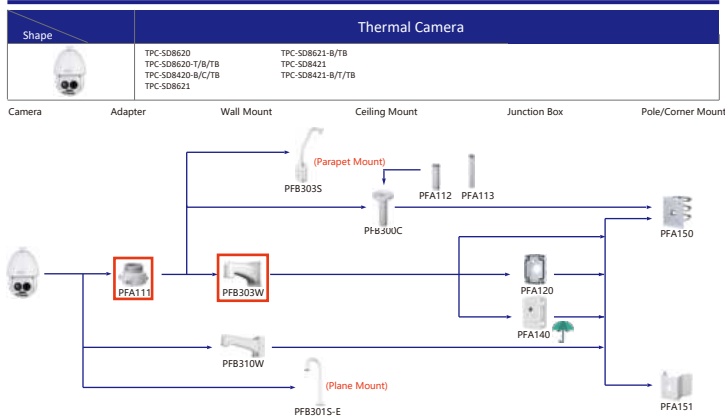 Thermal Camera
Shape
TPC-SD8620 TPC-SD8621-B/TB
TPC-SD8620-T/B/TB TPC-SD8421
TPC-SD8420-B/C/TB TPC-SD8421-B/T/TB
TPC-SD8621
Camera Adapter Wall Mount Ceiling Mount Junction Box Pole/Corner Mount
(Parapet Mount)
PFB303S
PFA112 PFA113
PFB300C
PFA150
PFA111
PFB303W
PFA120
PFA140
PFB310W
(Plane Mount)
PFB301S-E
PFA151